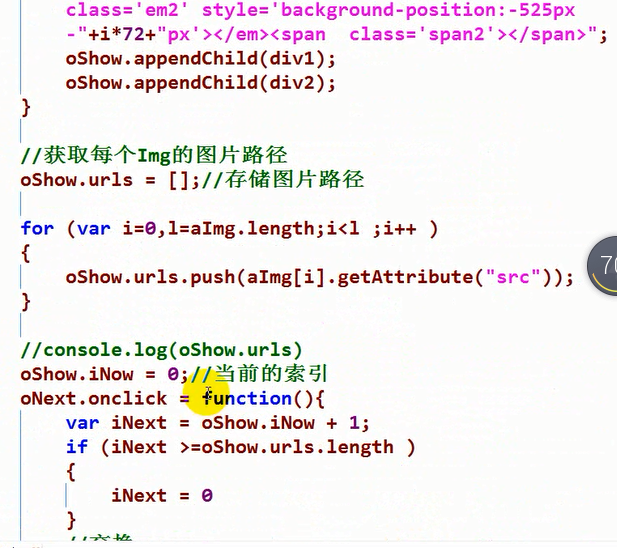 class='em2' style='background-position:-525px
-"+i*72+"px'></em><span  class='span2'></span>";
oShow.appendChild(div1);
oShow.appendChild(div2);
}
//获取每个Img的图片路径
oShow.urls = [];//存储图片路径
for (var i=0,l=aImg.length;i<l ;i++ )
{
oShow.urls.push(aImg[i].getAttribute("src"));
}
//console.log(oShow.urls)
oShow.iNow = 0;//当前的索引
oNext.onclick = function(){
var iNext = oShow.iNow + 1;
if (iNext >=oShow.urls.length )
{
iNext = 0
}